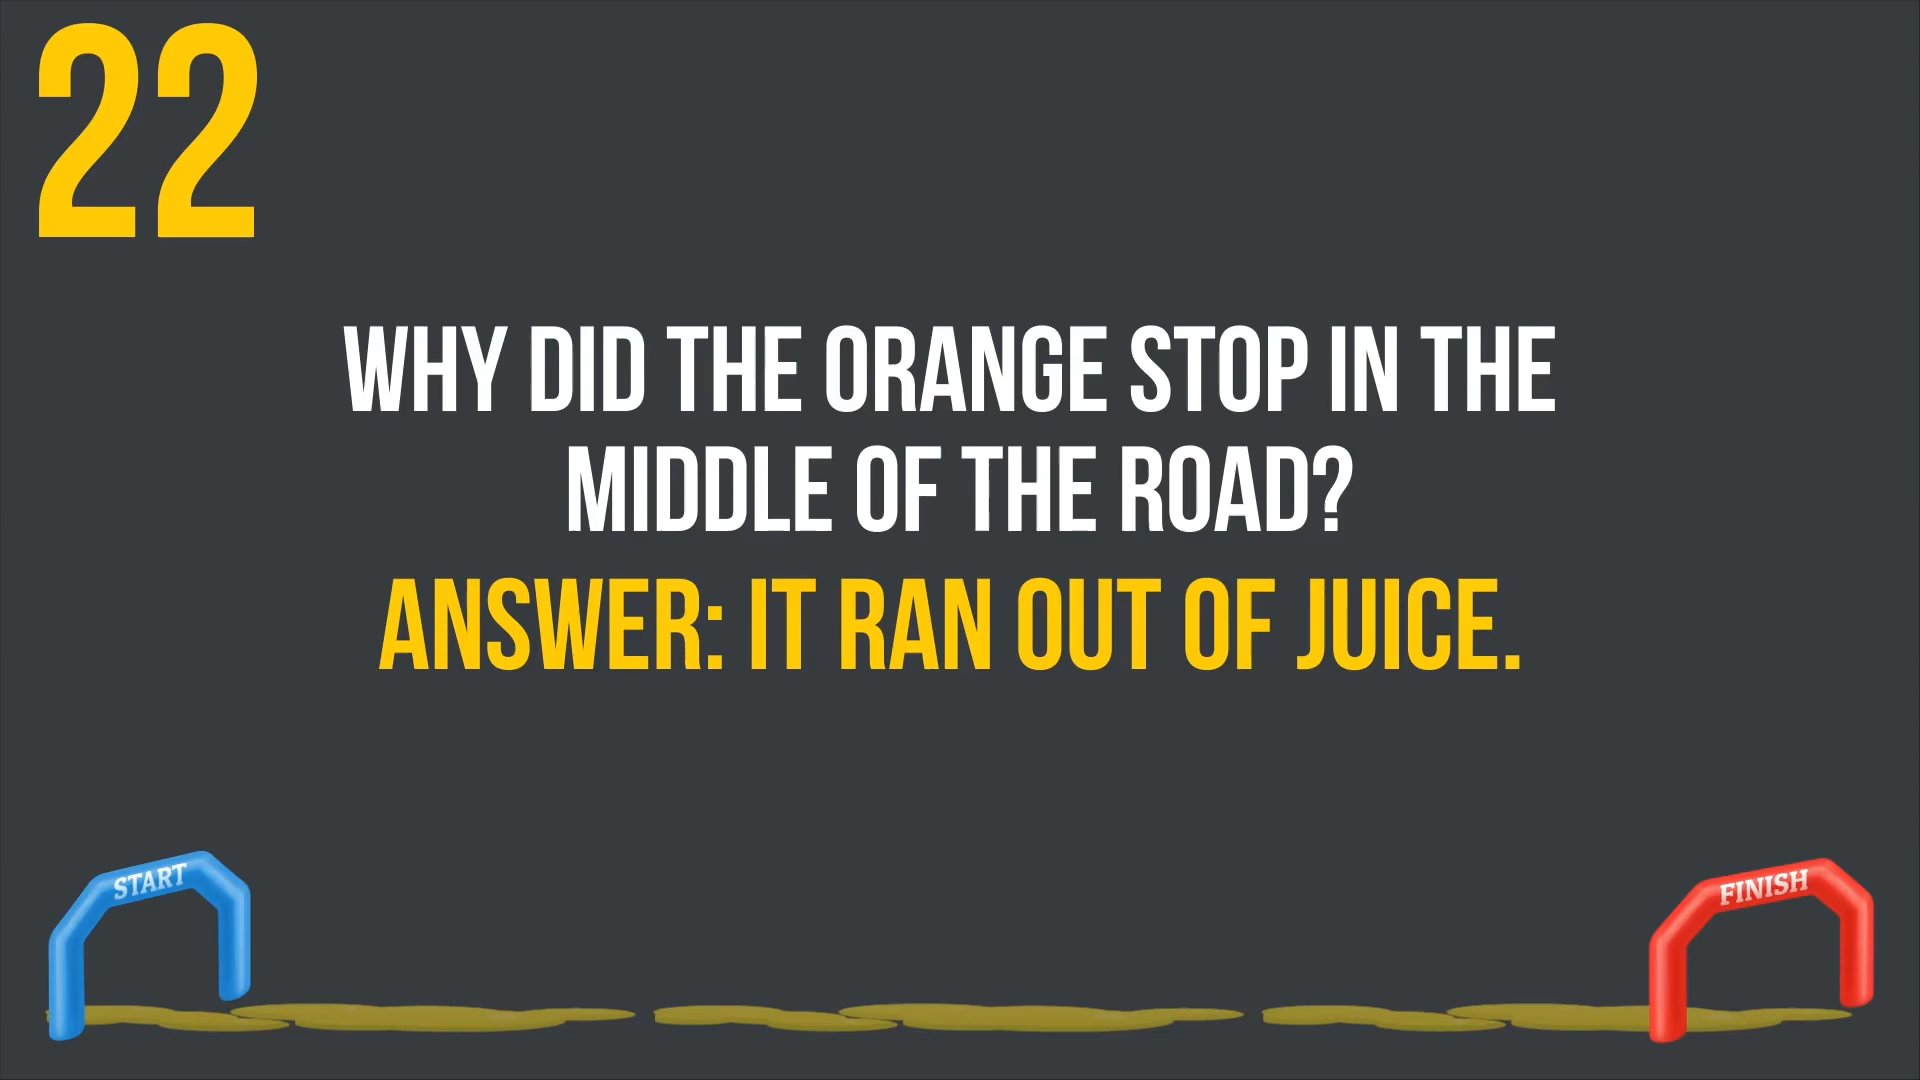 22
WHY DID THE ORANGE STOP IN THE
MIDDLE OF THE ROAD?
ANSWER: IT RAN OUT OF JUICE.
START
FINISH